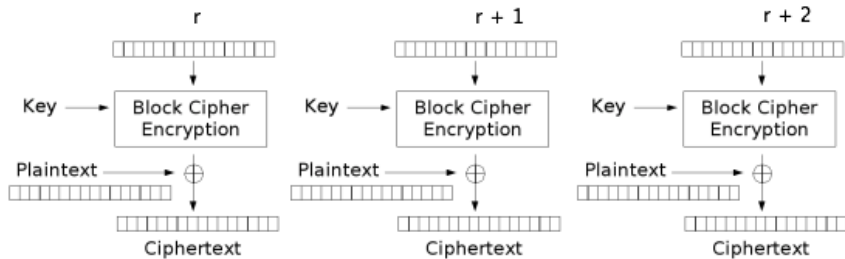 r
r + 1
r + 2
Key
Block Cipher
Encryption
Key
Block Cipher
Encryption
Key
Block Cipher
Encryption
Plaintext
Plaintext
Plaintext
Ciphertext
Ciphertext
Ciphertext